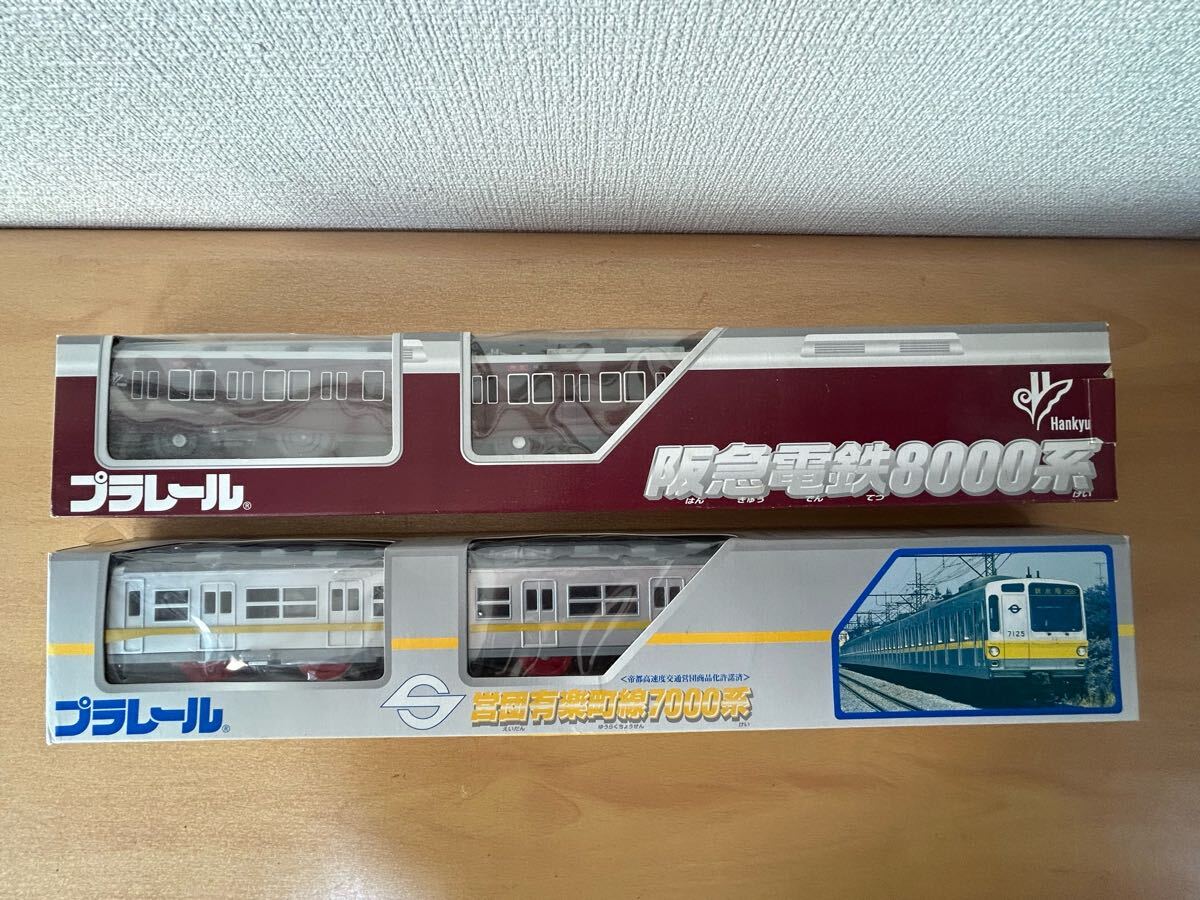 Hankyu
阪急電鉄8000系
はん きゅう でん てつ けい
プラレール®
7125
<帝都高速度交通営団商品化許諾済>
営団有楽町線7000系
えいだん ゆうらくちょうせん けい
プラレール®